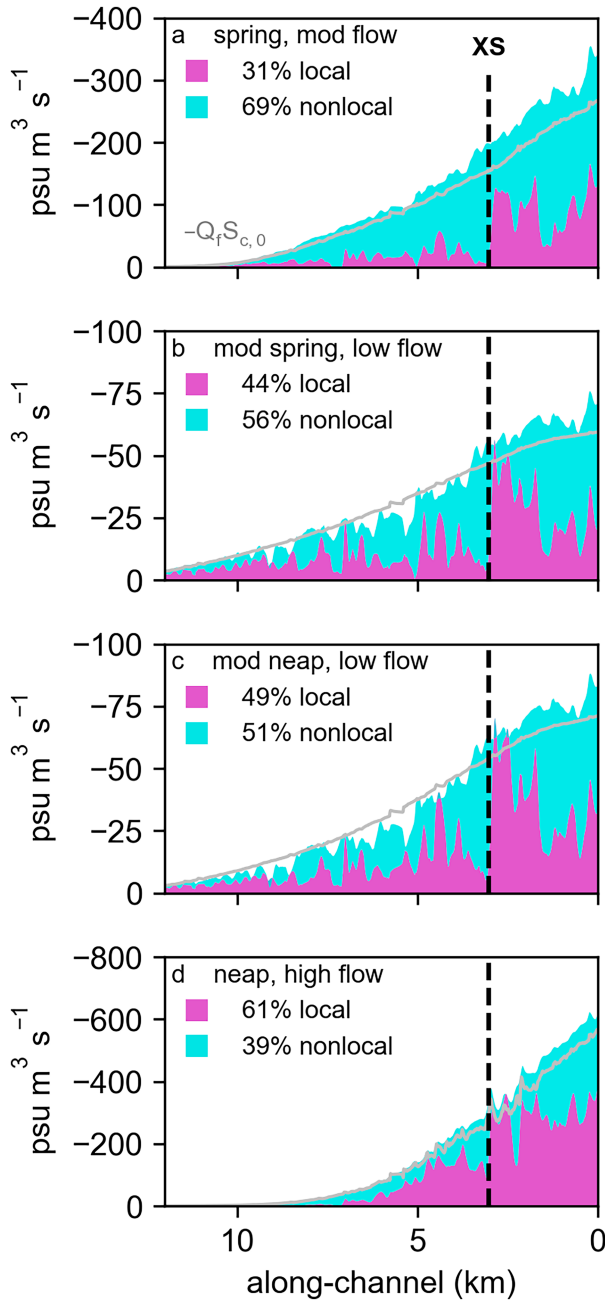 −400
−300
−200
−100
0
psu m³ s⁻¹
a spring, mod flow
31% local
69% nonlocal
XS
−QfSc, 0
−100
−75
−50
−25
0
psu m³ s⁻¹
b mod spring, low flow
44% local
56% nonlocal
−100
−75
−50
−25
0
psu m³ s⁻¹
c mod neap, low flow
49% local
51% nonlocal
−800
−600
−400
−200
0
psu m³ s⁻¹
d neap, high flow
61% local
39% nonlocal
10 5 0
along-channel (km)